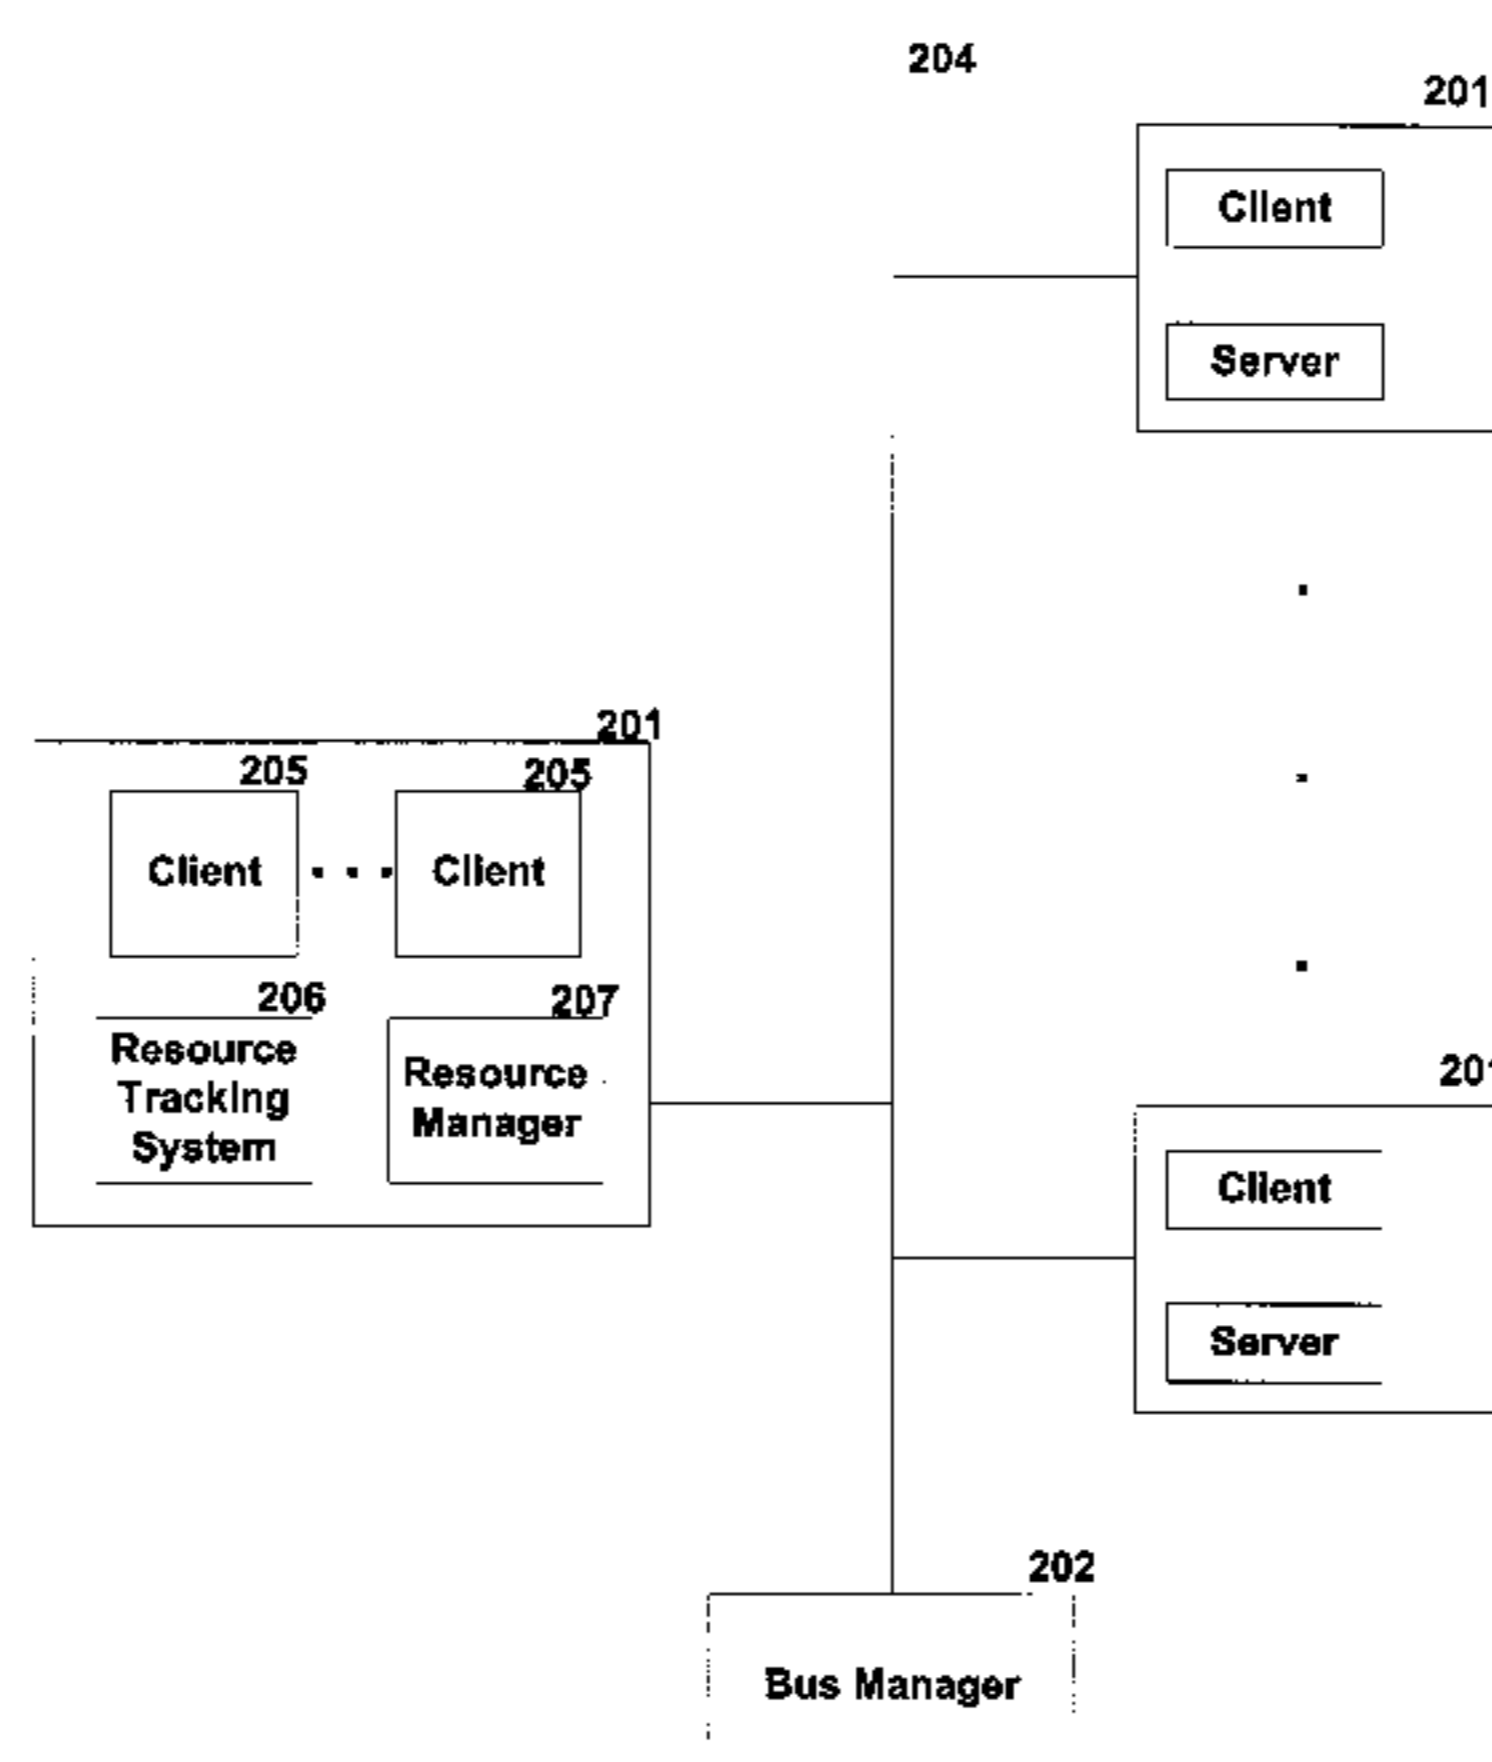 204
201
Client
Server
201
205
205
Client
Client
206
207
Resource
Tracking
System
Resource
Manager
201
Client
Server
202
Bus Manager